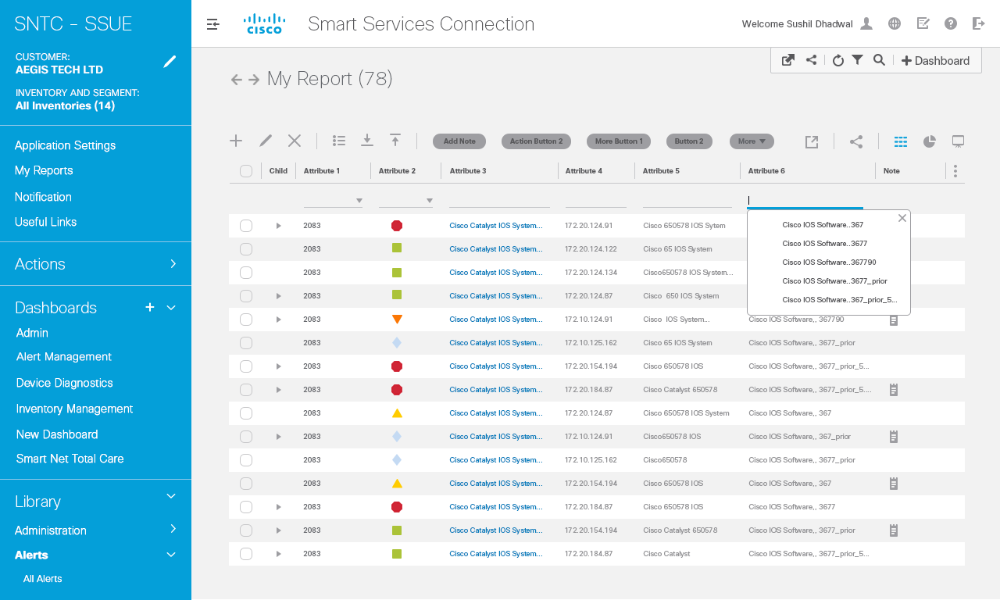 SNTC - SSUE
CUSTOMER:
AEGIS TECH LTD
INVENTORY AND SEGMENT:
All Inventories (14)
Application Settings
My Reports
Notification
Useful Links
Actions
Dashboards
Admin
Alert Management
Device Diagnostics
Inventory Management
New Dashboard
Smart Net Total Care
Library
Administration
Alerts
All Alerts
CISCO
Smart Services Connection
Welcome Sushil Dhadwal
Dashboard
My Report (78)
Add Note Action Button 2 More Button 1 Button 2 More
Child Attribute 1 Attribute 2 Attribute 3 Attribute 4 Attribute 5 Attribute 6 Note
Cisco IOS Software..367
Cisco IOS Software..3677
Cisco IOS Software..367790
Cisco IOS Software..3677_prior
Cisco IOS Software..367_prior_5...
2083 Cisco Catalyst IOS System... 172.20.124.91 Cisco 650578 IOS Sytem
2083 Cisco Catalyst IOS System... 172.20.124.122 Cisco 65 IOS System
2083 Cisco Catalyst IOS System... 172.20.124.134 Cisco650578 IOS System...
2083 Cisco Catalyst IOS System... 172.20.124.87 Cisco 650 IOS System
2083 Cisco Catalyst IOS System... 172.10.124.91 Cisco IOS System... Cisco IOS Software,, 367790
2083 Cisco Catalyst IOS System... 172.10.125.162 Cisco 65 IOS System Cisco IOS Software,, 3677_prior
2083 Cisco Catalyst IOS System... 172.20.154.194 Cisco 650578 IOS Cisco IOS Software,, 3677_prior_5...
2083 Cisco Catalyst IOS System... 172.20.184.87 Cisco Catalyst 650578 Cisco IOS Software,, 3677_prior_5....
2083 Cisco Catalyst IOS System... 172.20.124.87 Cisco 650578 IOS System Cisco IOS Software,, 367
2083 Cisco Catalyst IOS System... 172.10.124.91 Cisco650578 IOS Cisco IOS Software,, 367_prior
2083 Cisco Catalyst IOS System... 172.10.125.162 Cisco650578 Cisco IOS Software,, 3677_prior
2083 Cisco Catalyst IOS System... 172.20.154.194 Cisco 650578 IOS Cisco IOS Software,, 367
2083 Cisco Catalyst IOS System... 172.20.184.87 Cisco 650578 IOS Cisco IOS Software,, 3677
2083 Cisco Catalyst IOS System... 172.20.154.194 Cisco Catalyst 650578 Cisco IOS Software,, 3677_prior
2083 Cisco Catalyst IOS System... 172.20.184.87 Cisco Catalyst Cisco IOS Software,, 3677_prior_5...